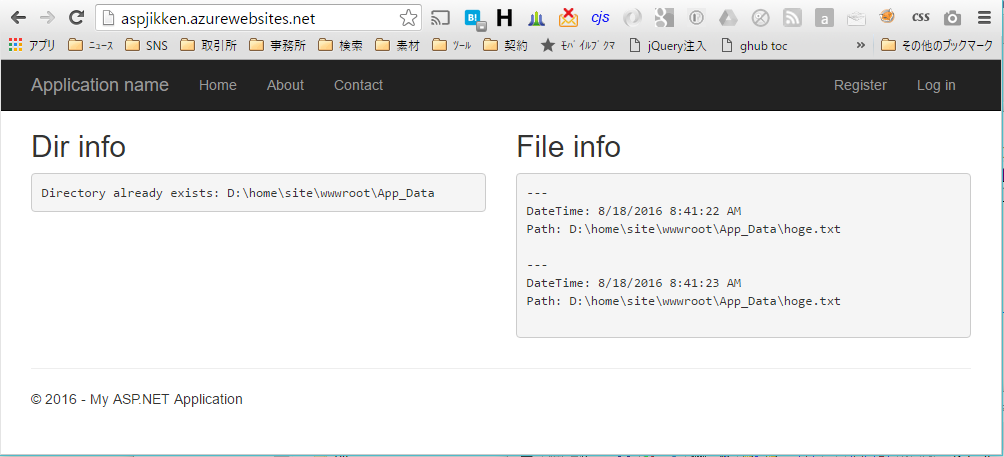 aspjikken.azurewebsites.net
B! H cjs g a css
アプリ ﾆｭｰｽ SNS 取引所 事務所 検索 素材 ﾂｰﾙ 契約 ﾓﾊﾞｲﾙﾌﾞｸﾏ jQuery注入 ghub toc » その他のブックマーク
Application name Home About Contact Register Log in
Dir info
Directory already exists: D:\home\site\wwwroot\App_Data
File info
---
DateTime: 8/18/2016 8:41:22 AM
Path: D:\home\site\wwwroot\App_Data\hoge.txt
---
DateTime: 8/18/2016 8:41:23 AM
Path: D:\home\site\wwwroot\App_Data\hoge.txt
© 2016 - My ASP.NET Application